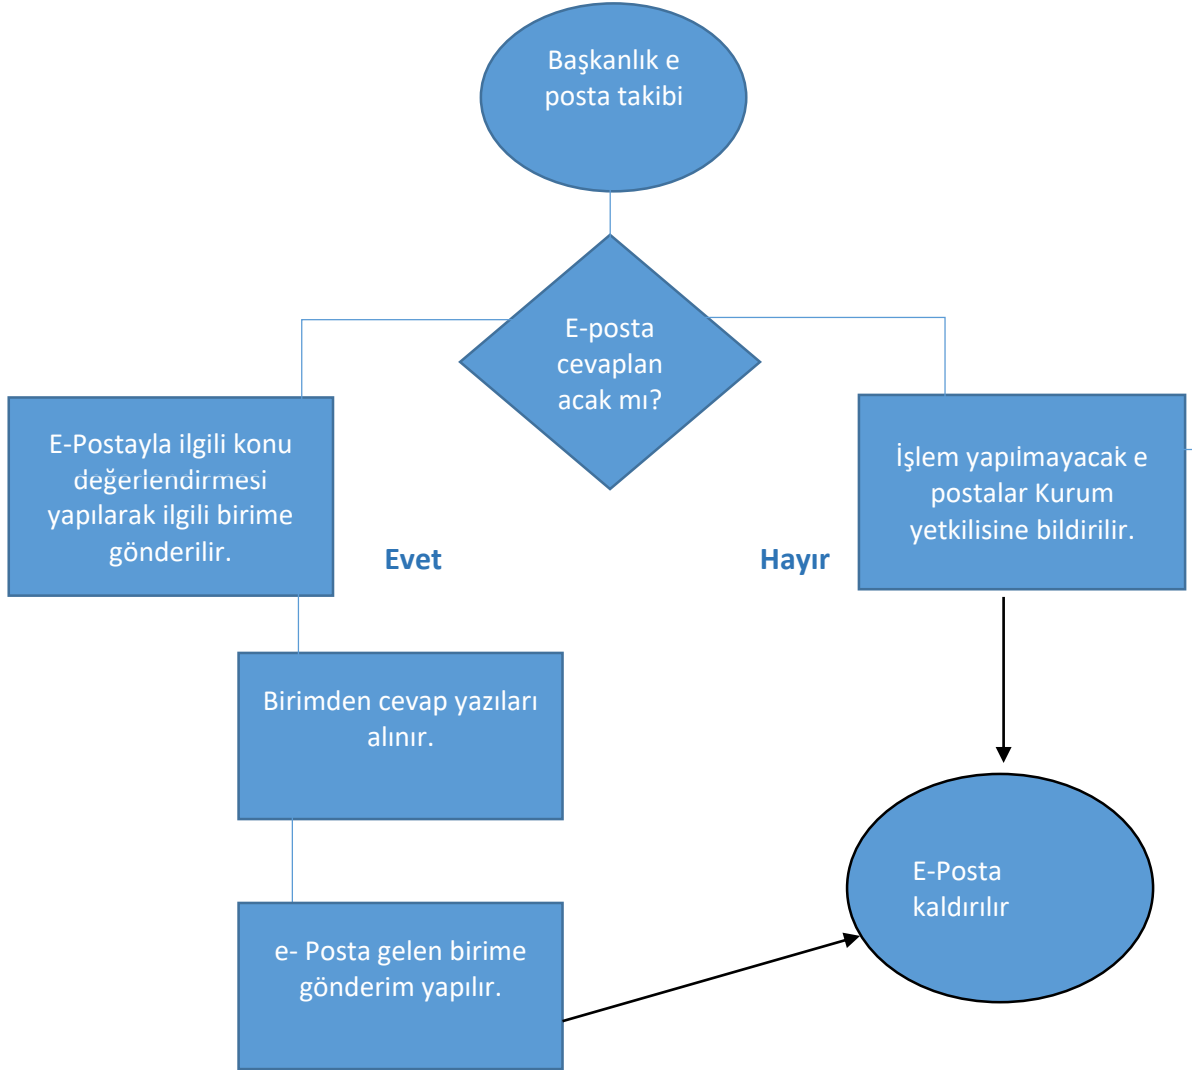 Başkanlık e
posta takibi
E-posta
cevaplan
acak mı?
E-Postayla ilgili konu
değerlendirmesi
yapılarak ilgili birime
gönderilir.
Evet
Hayır
İşlem yapılmayacak e
postalar Kurum
yetkilisine bildirilir.
Birimden cevap yazıları
alınır.
E-Posta
kaldırılır
e- Posta gelen birime
gönderim yapılır.